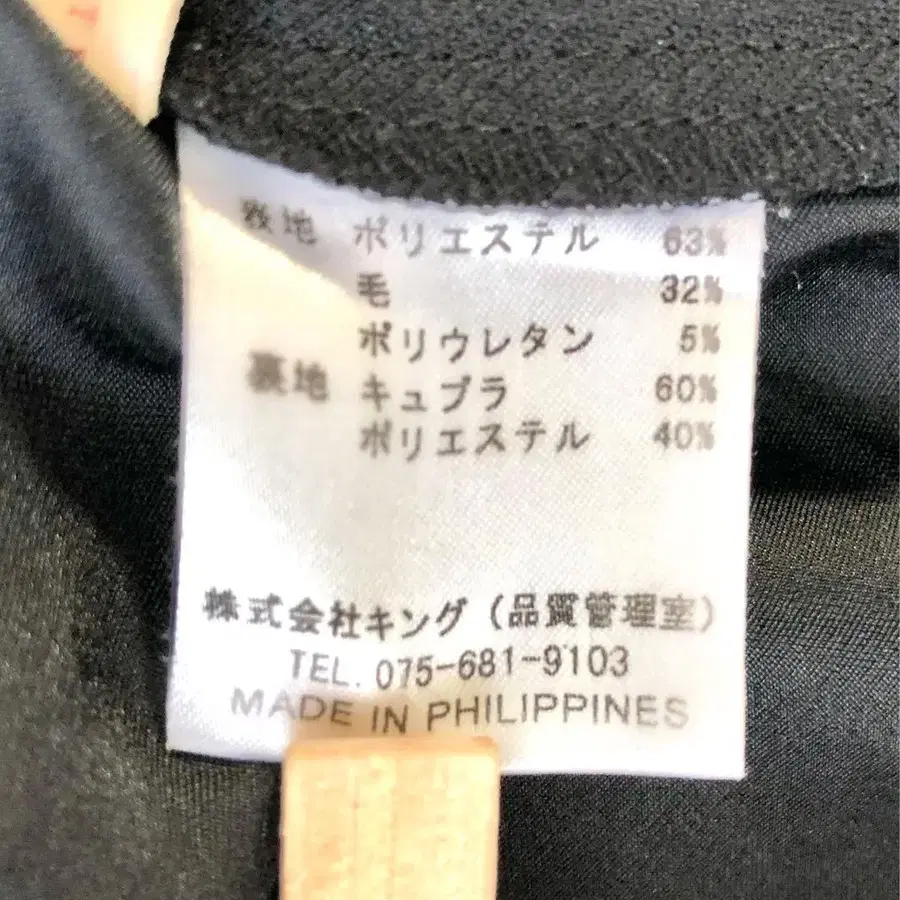 表地 ポリエステル 63%
毛 32%
ポリウレタン 5%
裏地 キュプラ 60%
ポリエステル 40%
株式会社キング(品質管理室)
TEL. 075-681-9103
MADE IN PHILIPPINES